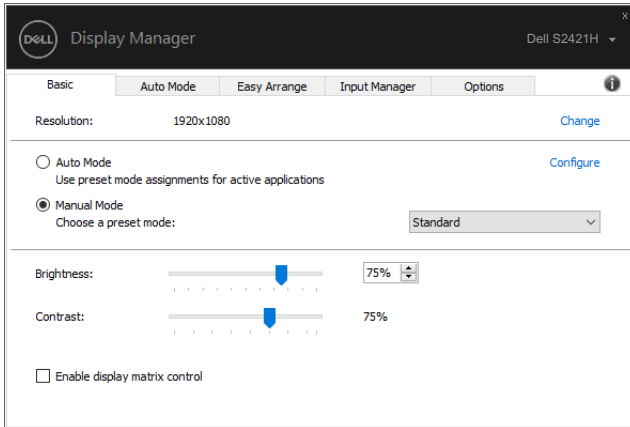 DELL Display Manager
x
Dell S2421H
Basic Auto Mode Easy Arrange Input Manager Options i
Resolution: 1920x1080 Change
Auto Mode Configure
Use preset mode assignments for active applications
Manual Mode
Choose a preset mode: Standard
Brightness: 75%
Contrast: 75%
Enable display matrix control